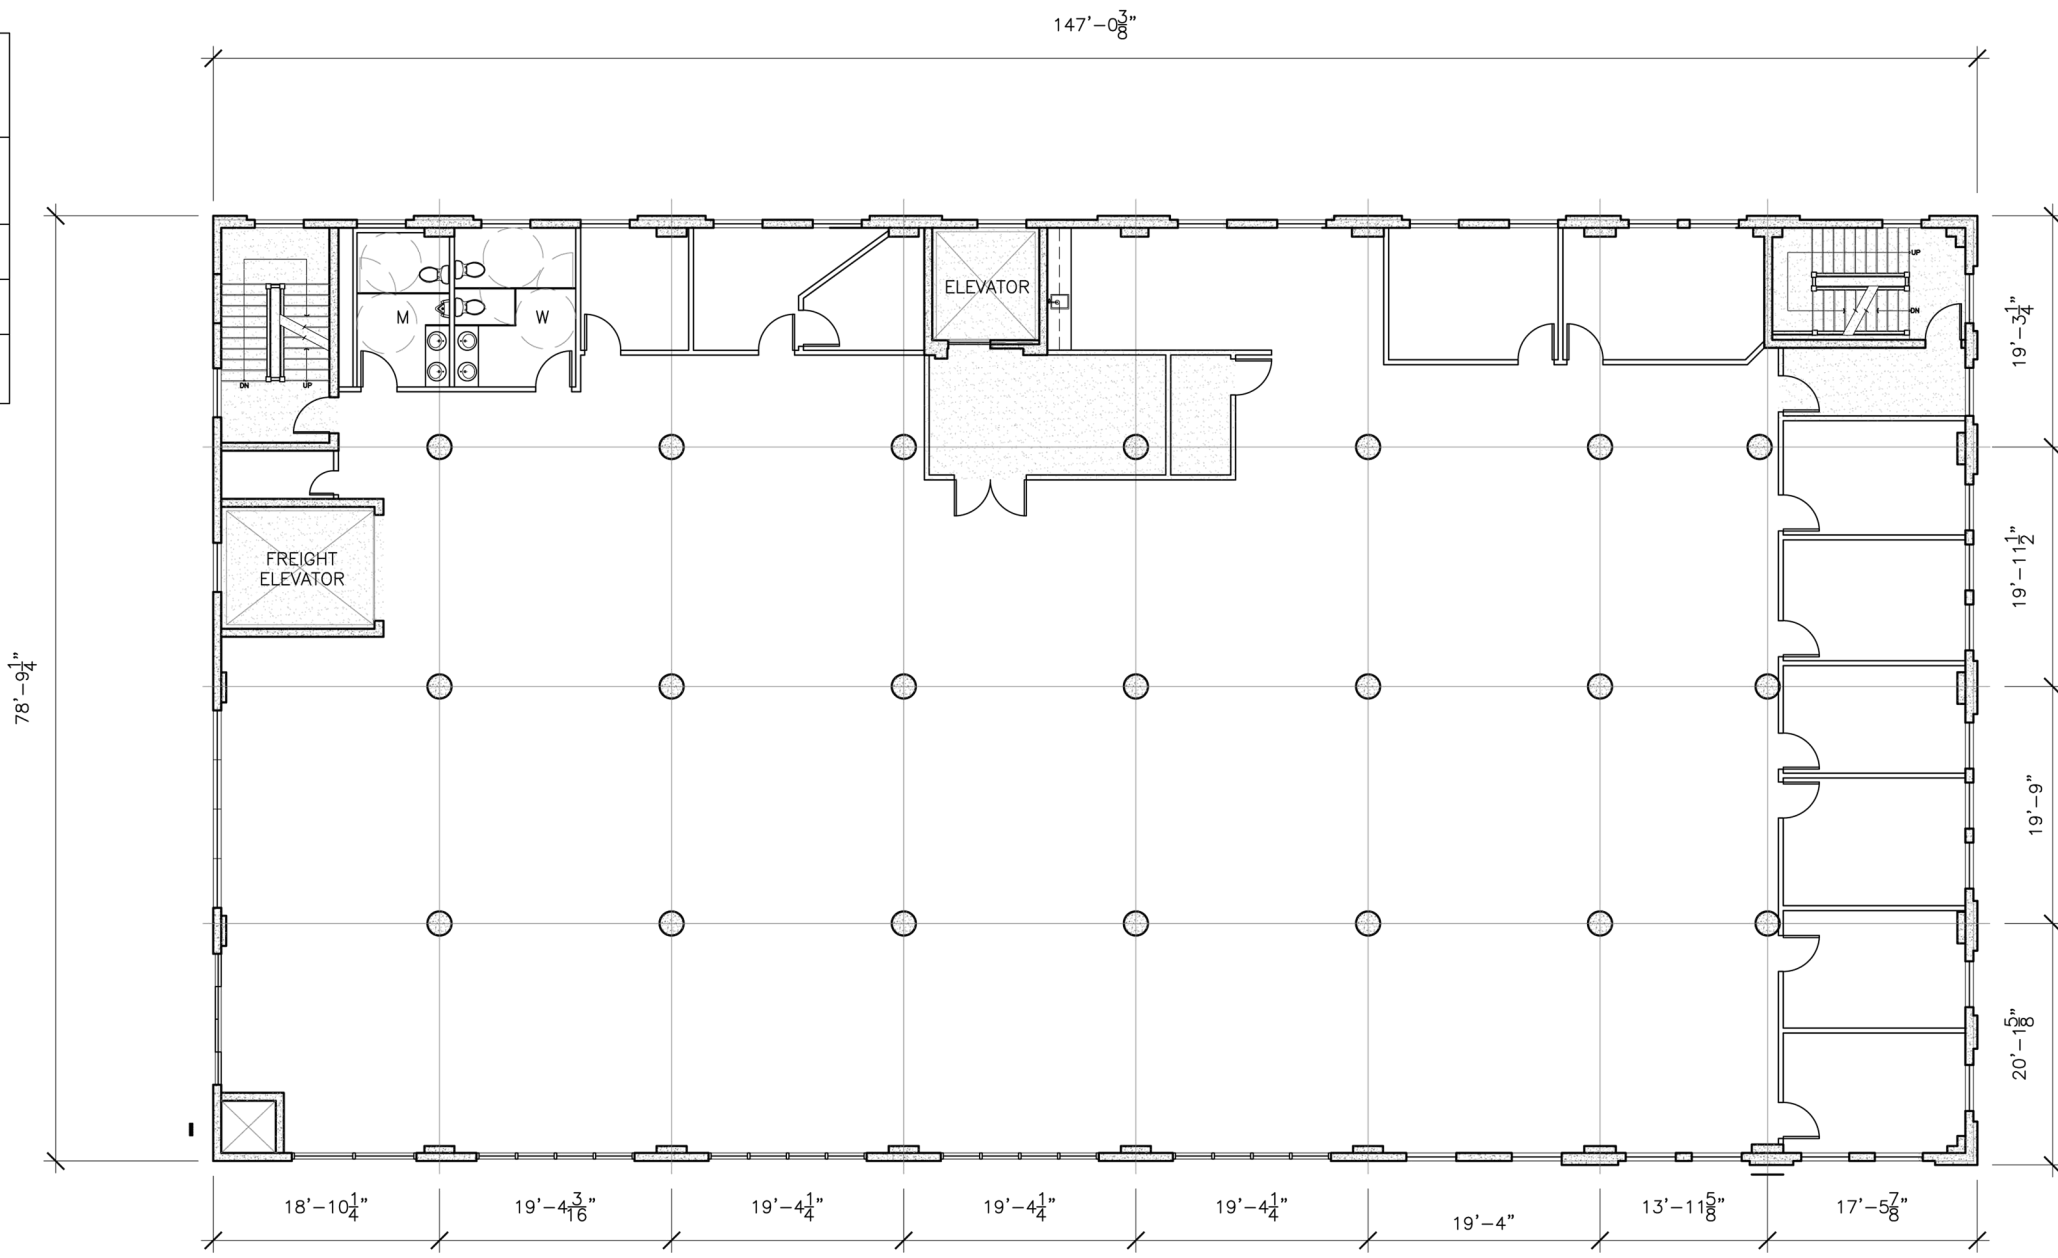 147'-0 3/8"
ELEVATOR
UP
M
W
DN
19'-3 1/4"
DN
UP
FREIGHT
ELEVATOR
19'-11 1/2"
78'-9 1/4"
19'-9"
20'-1 5/8"
18'-10 1/4"
19'-4 3/16"
19'-4 1/4"
19'-4 1/4"
19'-4 1/4"
19'-4"
13'-11 5/8"
17'-5 7/8"